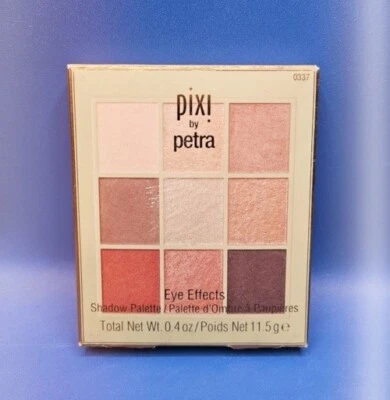 0337
pixi
by
petra
Eye Effects
Shadow Palette / Palette d'Ombre à Paupières
Total Net Wt. 0.4 oz / Poids Net 11.5 g e